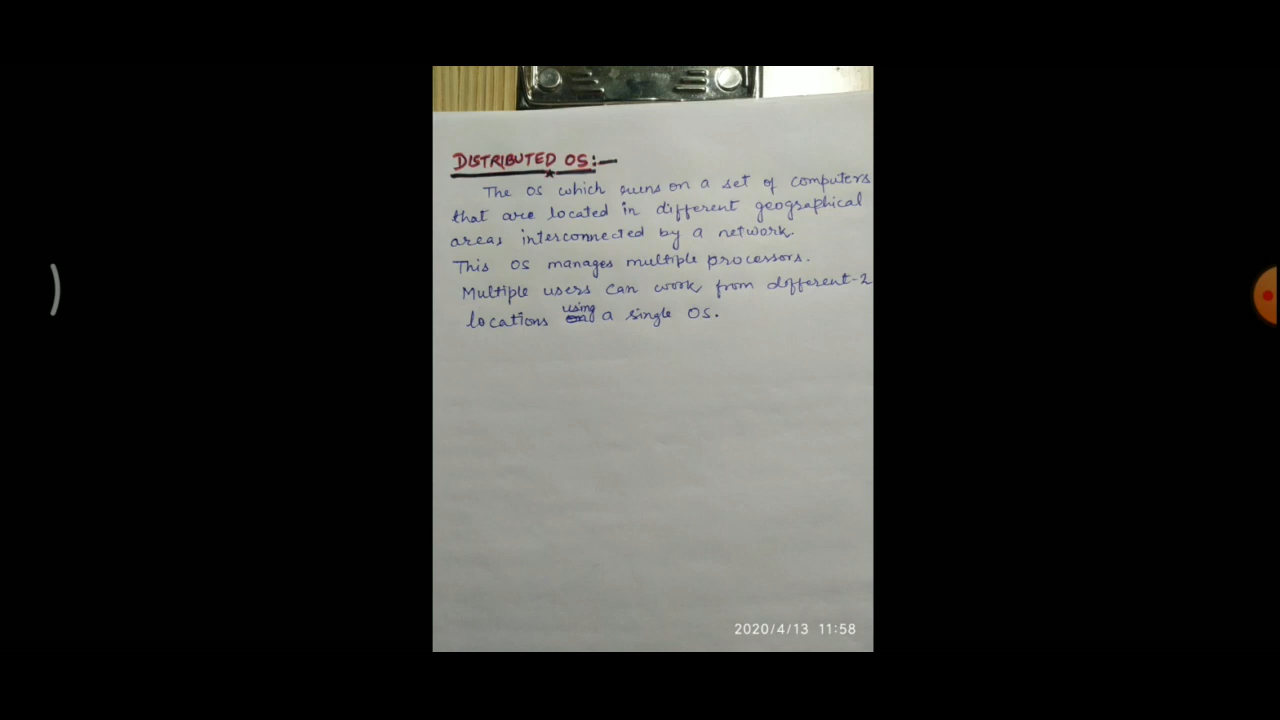 DISTRIBUTED OS:-
The OS which runs on a set of computers
that are located in different geographical
areas interconnected by a network.
This OS manages multiple processors.
Multiple users can work from different-2
locations using a single OS.
2020/4/13 11:58